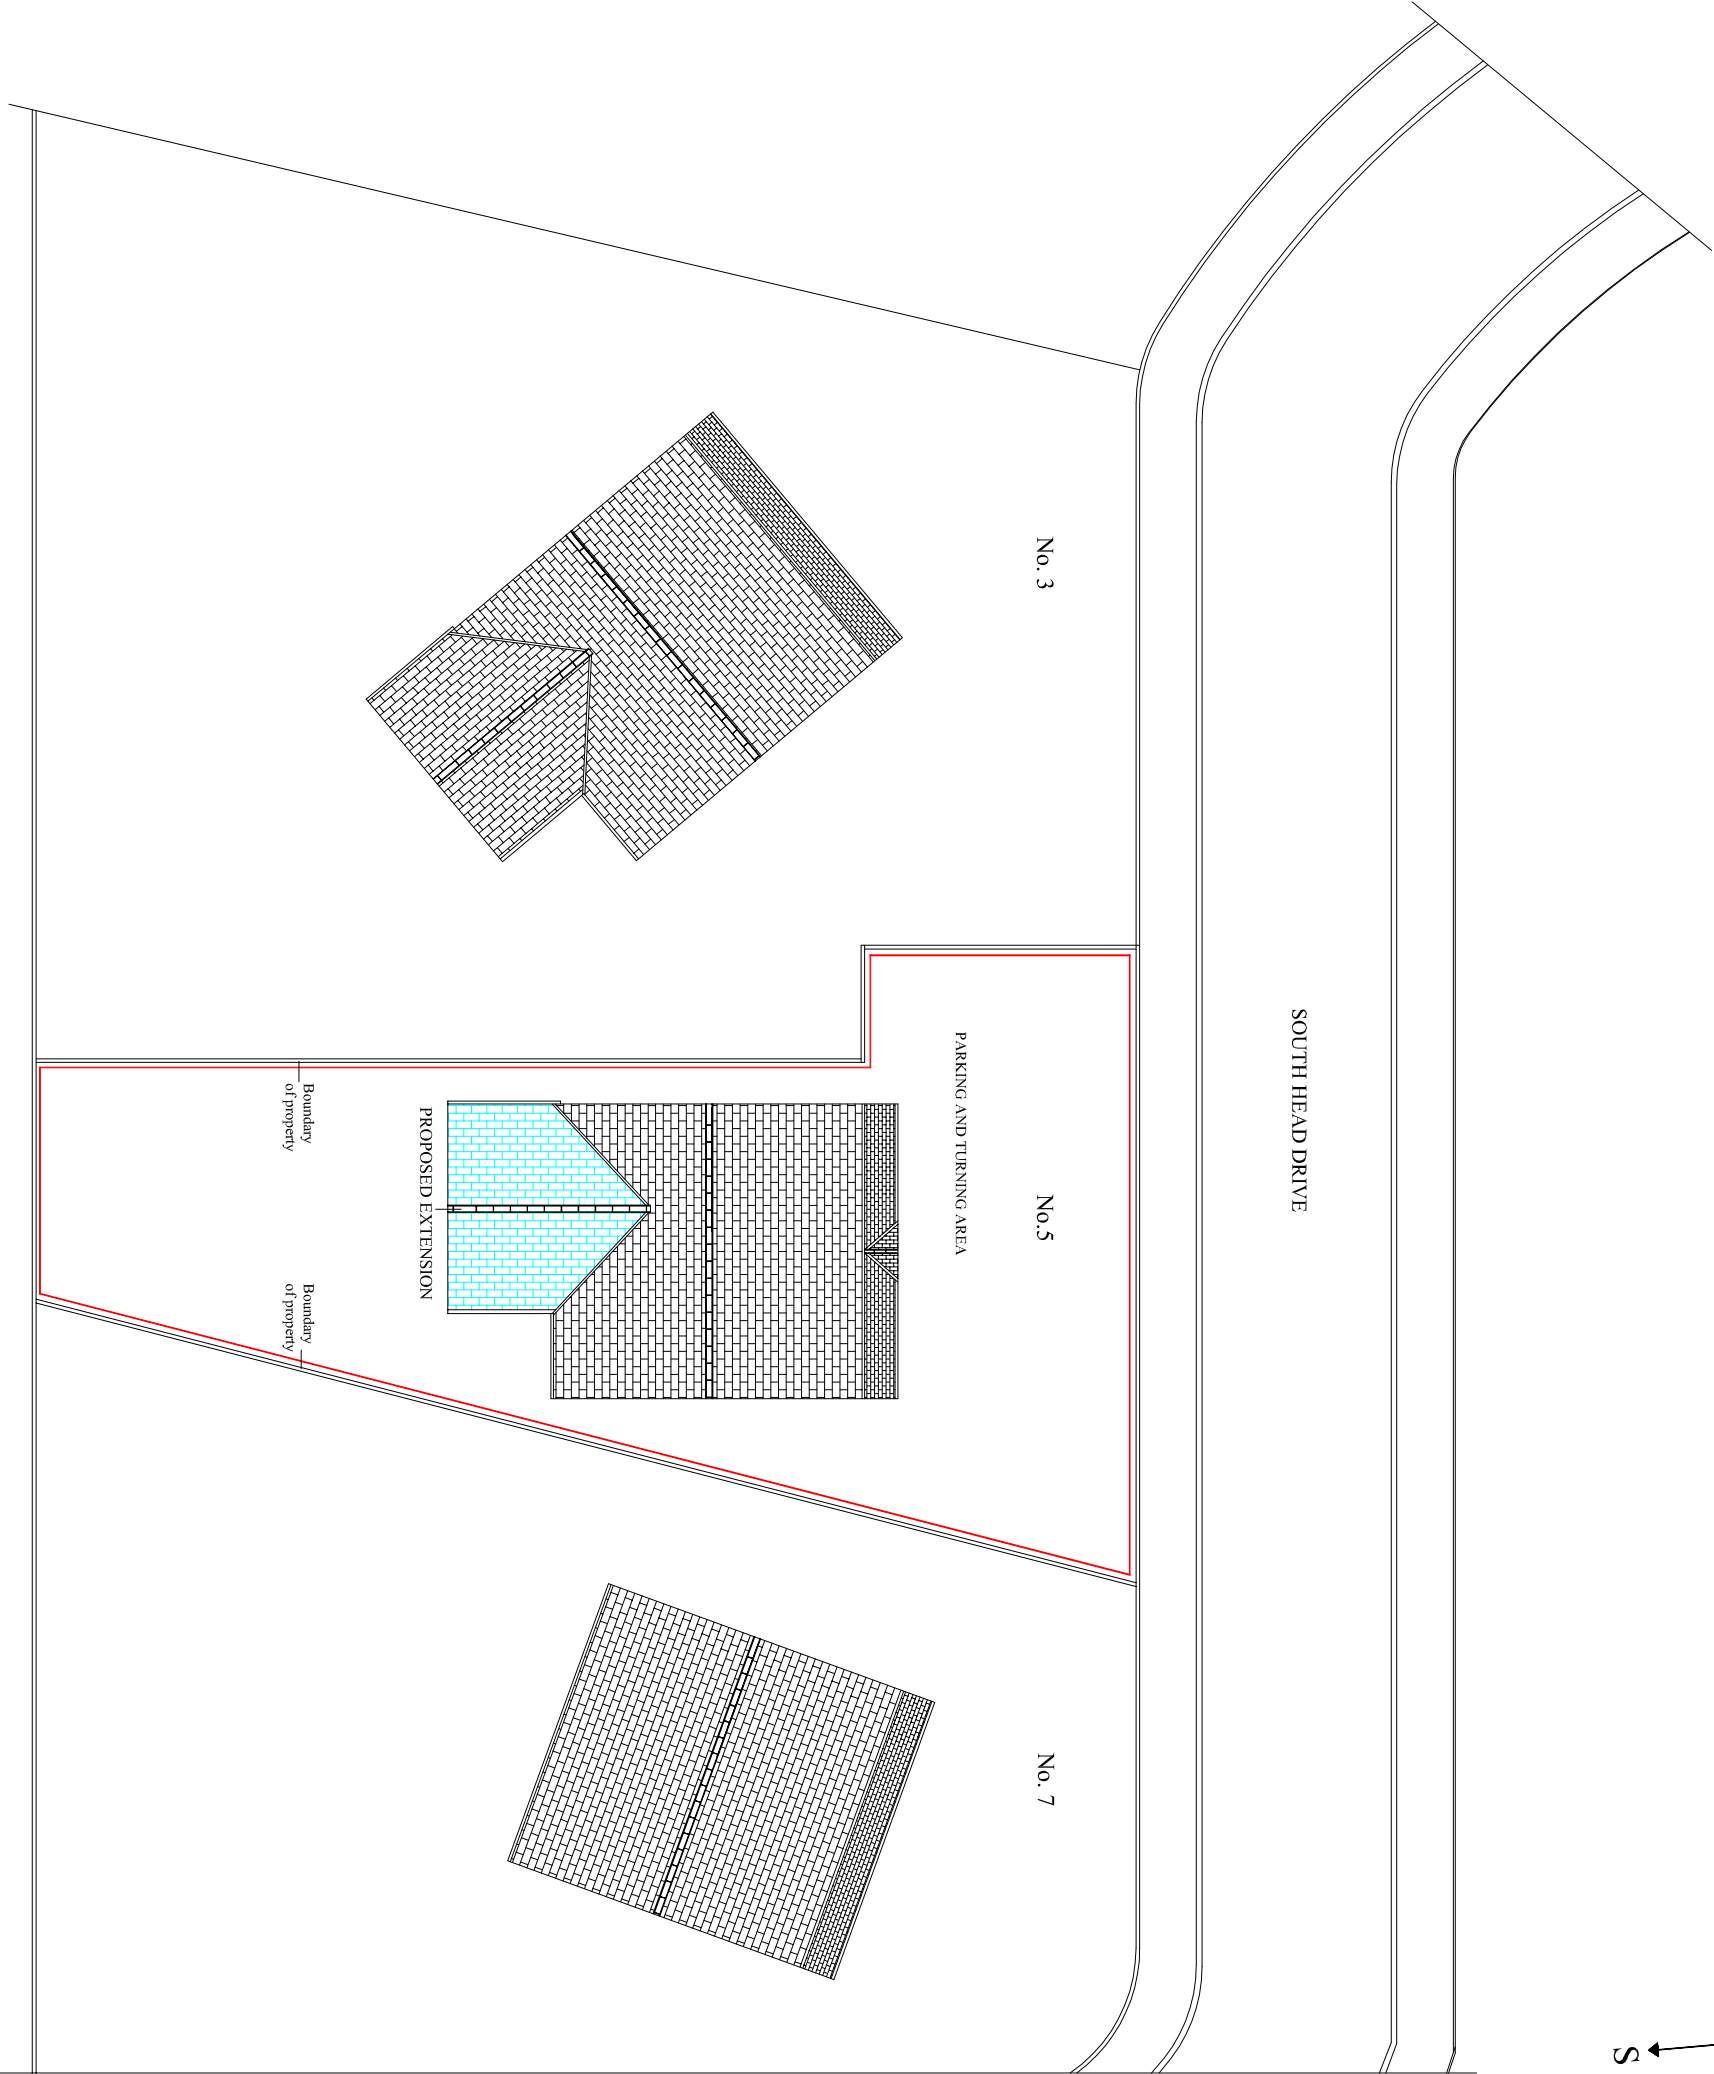 SOUTH HEAD DRIVE
No. 3
No.5
No. 7
PARKING AND TURNING AREA
PROPOSED EXTENSION
Boundary
of property
Boundary
of property
S